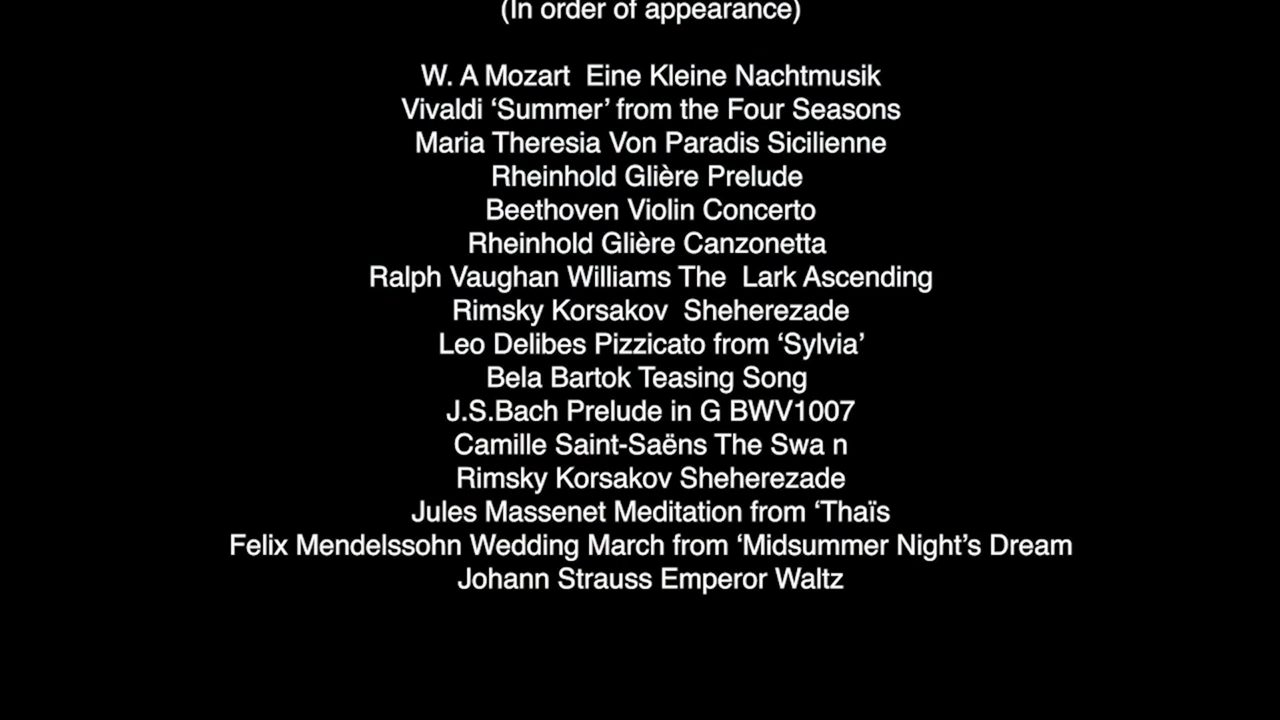 (In order of appearance)
W. A Mozart  Eine Kleine Nachtmusik
Vivaldi ‘Summer’ from the Four Seasons
Maria Theresia Von Paradis Sicilienne
Rheinhold Glière Prelude
Beethoven Violin Concerto
Rheinhold Glière Canzonetta
Ralph Vaughan Williams The  Lark Ascending
Rimsky Korsakov  Sheherezade
Leo Delibes Pizzicato from ‘Sylvia’
Bela Bartok Teasing Song
J.S.Bach Prelude in G BWV1007
Camille Saint-Saëns The Swa n
Rimsky Korsakov Sheherezade
Jules Massenet Meditation from ‘Thaïs
Felix Mendelssohn Wedding March from ‘Midsummer Night’s Dream
Johann Strauss Emperor Waltz